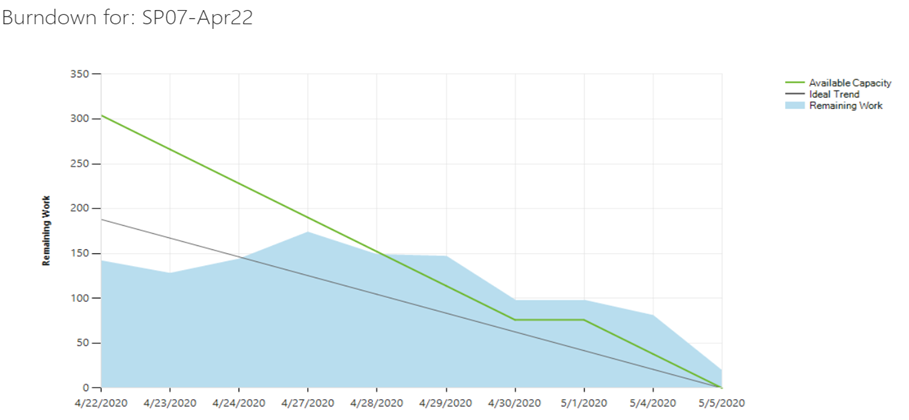 Burndown for: SP07-Apr22
350
300
250
200
150
100
50
0
Remaining Work
4/22/2020 4/23/2020 4/24/2020 4/27/2020 4/28/2020 4/29/2020 4/30/2020 5/1/2020 5/4/2020 5/5/2020
Available Capacity
Ideal Trend
Remaining Work